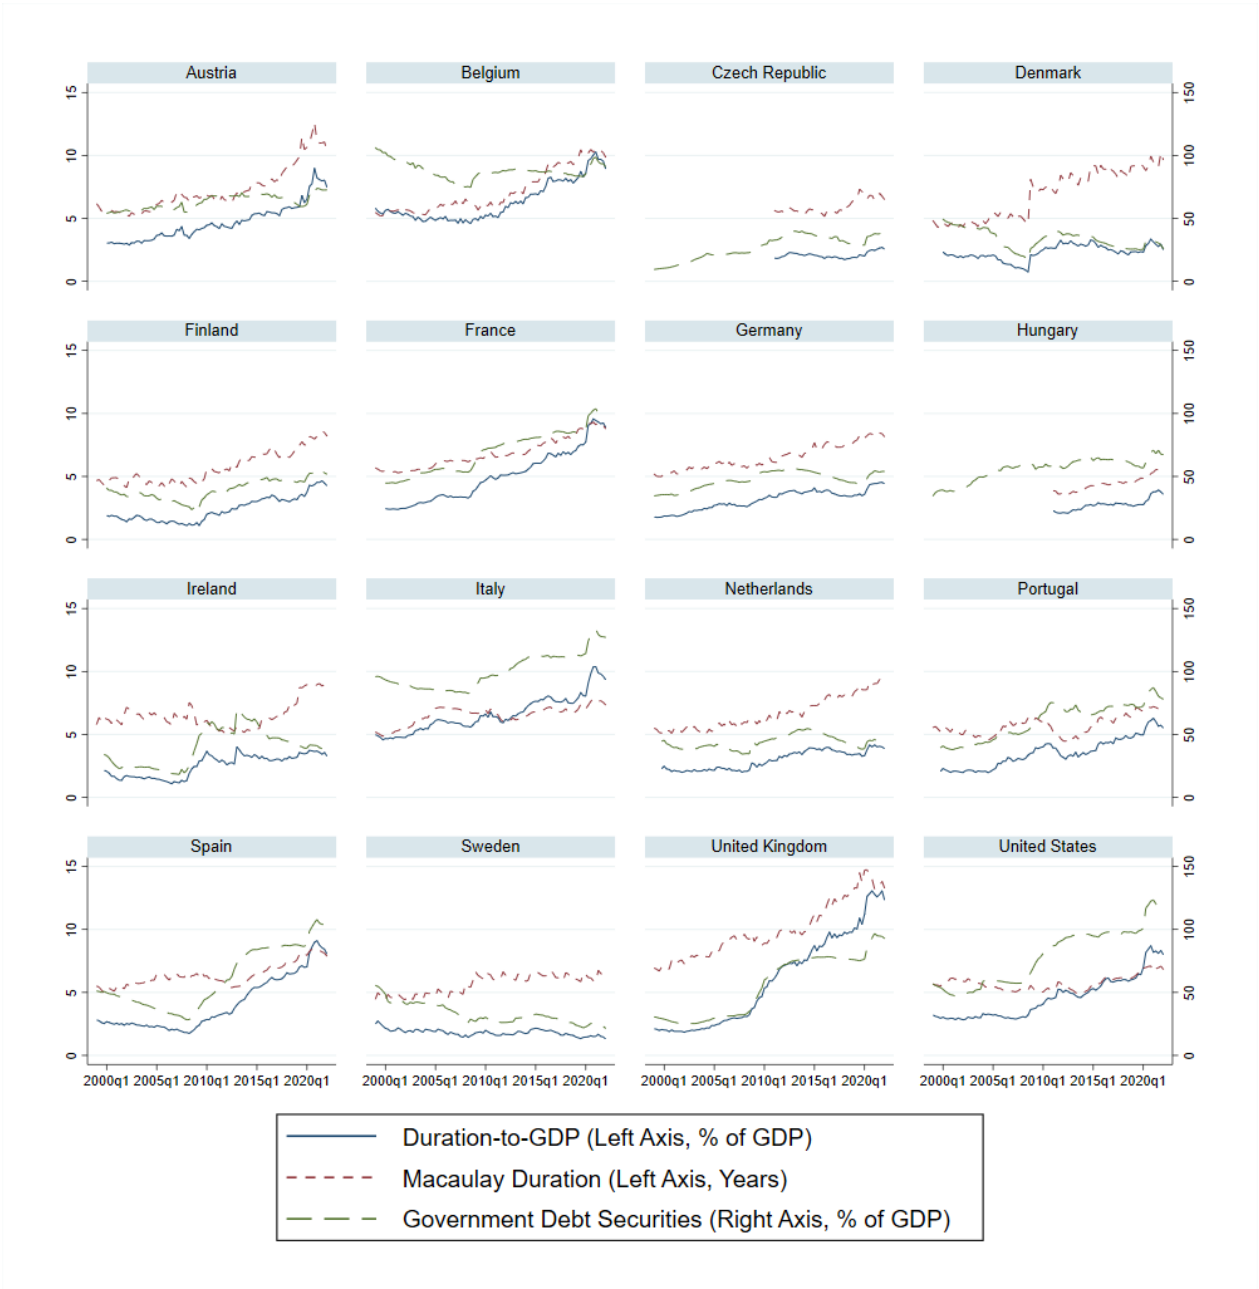 Austria Belgium Czech Republic Denmark
15 10 5 0 150 100 50 0
Finland France Germany Hungary
15 10 5 0 150 100 50 0
Ireland Italy Netherlands Portugal
15 10 5 0 150 100 50 0
Spain Sweden United Kingdom United States
15 10 5 0 150 100 50 0
2000q1 2005q1 2010q1 2015q1 2020q1 2000q1 2005q1 2010q1 2015q1 2020q1 2000q1 2005q1 2010q1 2015q1 2020q1 2000q1 2005q1 2010q1 2015q1 2020q1
Duration-to-GDP (Left Axis, % of GDP)
Macaulay Duration (Left Axis, Years)
Government Debt Securities (Right Axis, % of GDP)